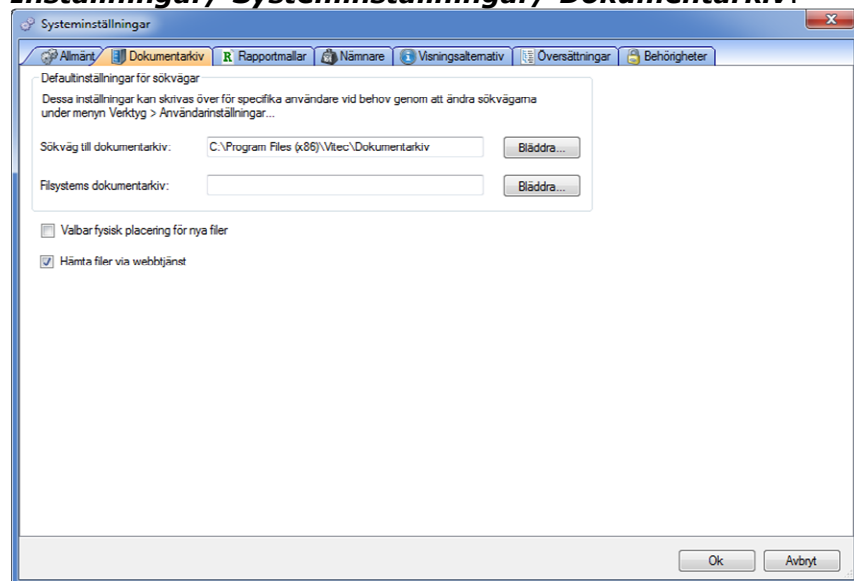 Inställningar/ Systeminställningar/ Dokumentarkiv.
Systeminställningar
Allmänt Dokumentarkiv Rapportmallar Nämnare Visningsalternativ Översättningar Behörigheter
Defaultinställningar för sökvägar
Dessa inställningar kan skrivas över för specifika användare vid behov genom att ändra sökvägarna
under menyn Verktyg > Användarinställningar...
Sökväg till dokumentarkiv: C:\Program Files (x86)\Vitec\Dokumentarkiv Bläddra...
Filsystems dokumentarkiv: Bläddra...
Valbar fysisk placering för nya filer
Hämta filer via webbtjänst
Ok Avbryt